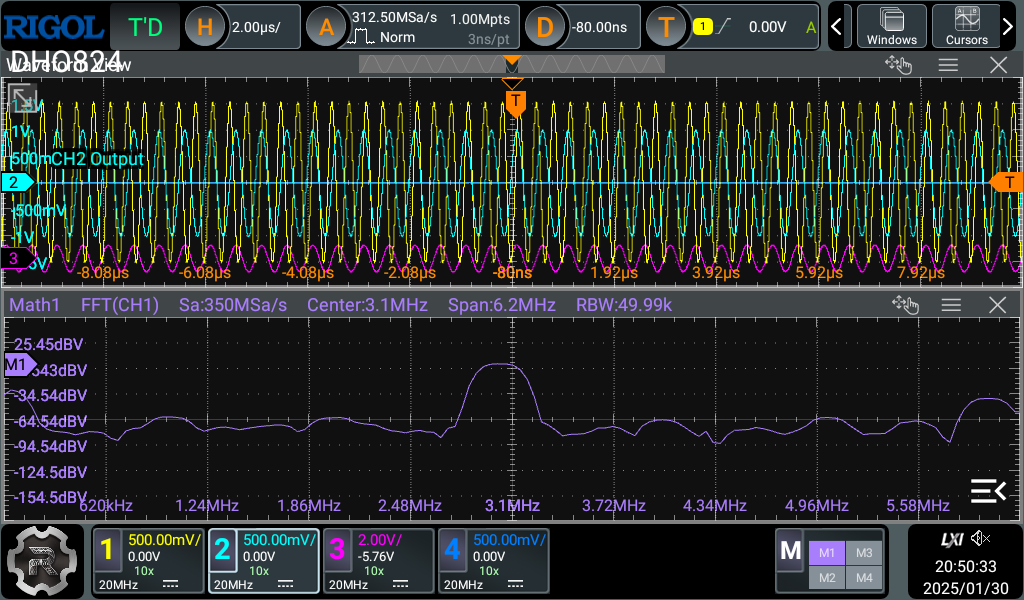 RIGOL T'D H 2.00μs/ A 312.50MSa/s 1.00Mpts Norm 3ns/pt D -80.00ns T 1 0.00V A Windows Cursors
DHO824
Waveform View
T
1V
500m CH2 Output
2 T
-500mV
-1V
3
-8.08μs -6.08μs -4.08μs -2.08μs -80ns 1.92μs 3.92μs 5.92μs 7.92μs
Math1 FFT(CH1) Sa:350MSa/s Center:3.1MHz Span:6.2MHz RBW:49.99k
25.45dBV
M1 543dBV
-34.54dBV
-64.54dBV
-94.54dBV
-124.5dBV
-154.5dBV
620kHz 1.24MHz 1.86MHz 2.48MHz 3.1MHz 3.72MHz 4.34MHz 4.96MHz 5.58MHz
1 500.00mV/ 0.00V 10x 20MHz
2 500.00mV/ 0.00V 10x 20MHz
3 2.00V/ -5.76V 10x 20MHz
4 500.00mV/ 0.00V 10x 20MHz
M M1 M3 M2 M4
LXI
20:50:33
2025/01/30